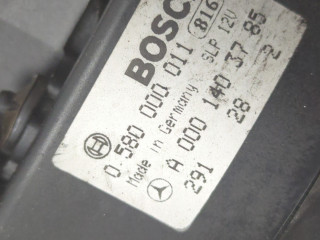 BOSCH
0 580 000 011 816
Made in Germany SLP 12V
A 000 140 37 85
291 28 2